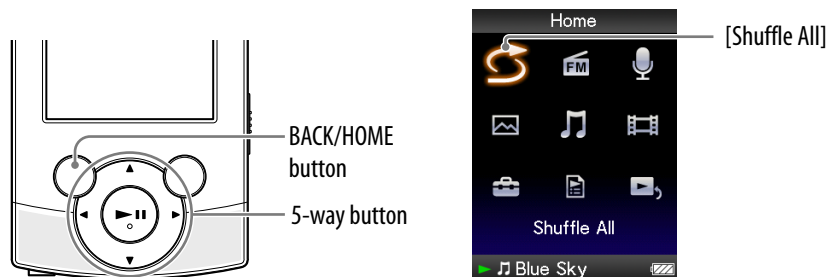 BACK/HOME
button
5-way button
Home
[Shuffle All]
FM
Shuffle All
Blue Sky